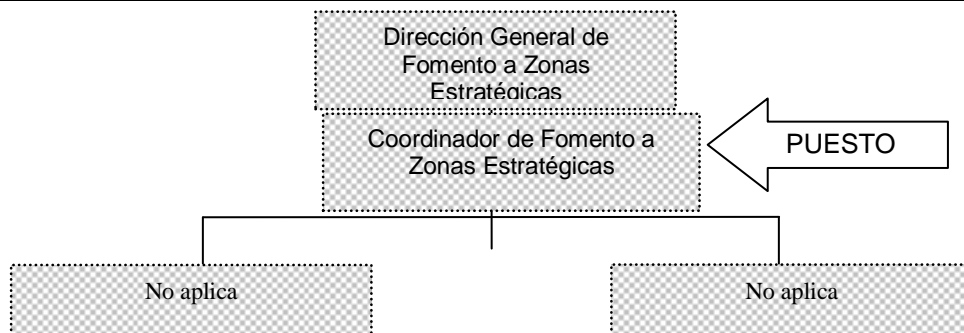 Dirección General de
Fomento a Zonas
Estratégicas
Coordinador de Fomento a
Zonas Estratégicas
PUESTO
No aplica
No aplica